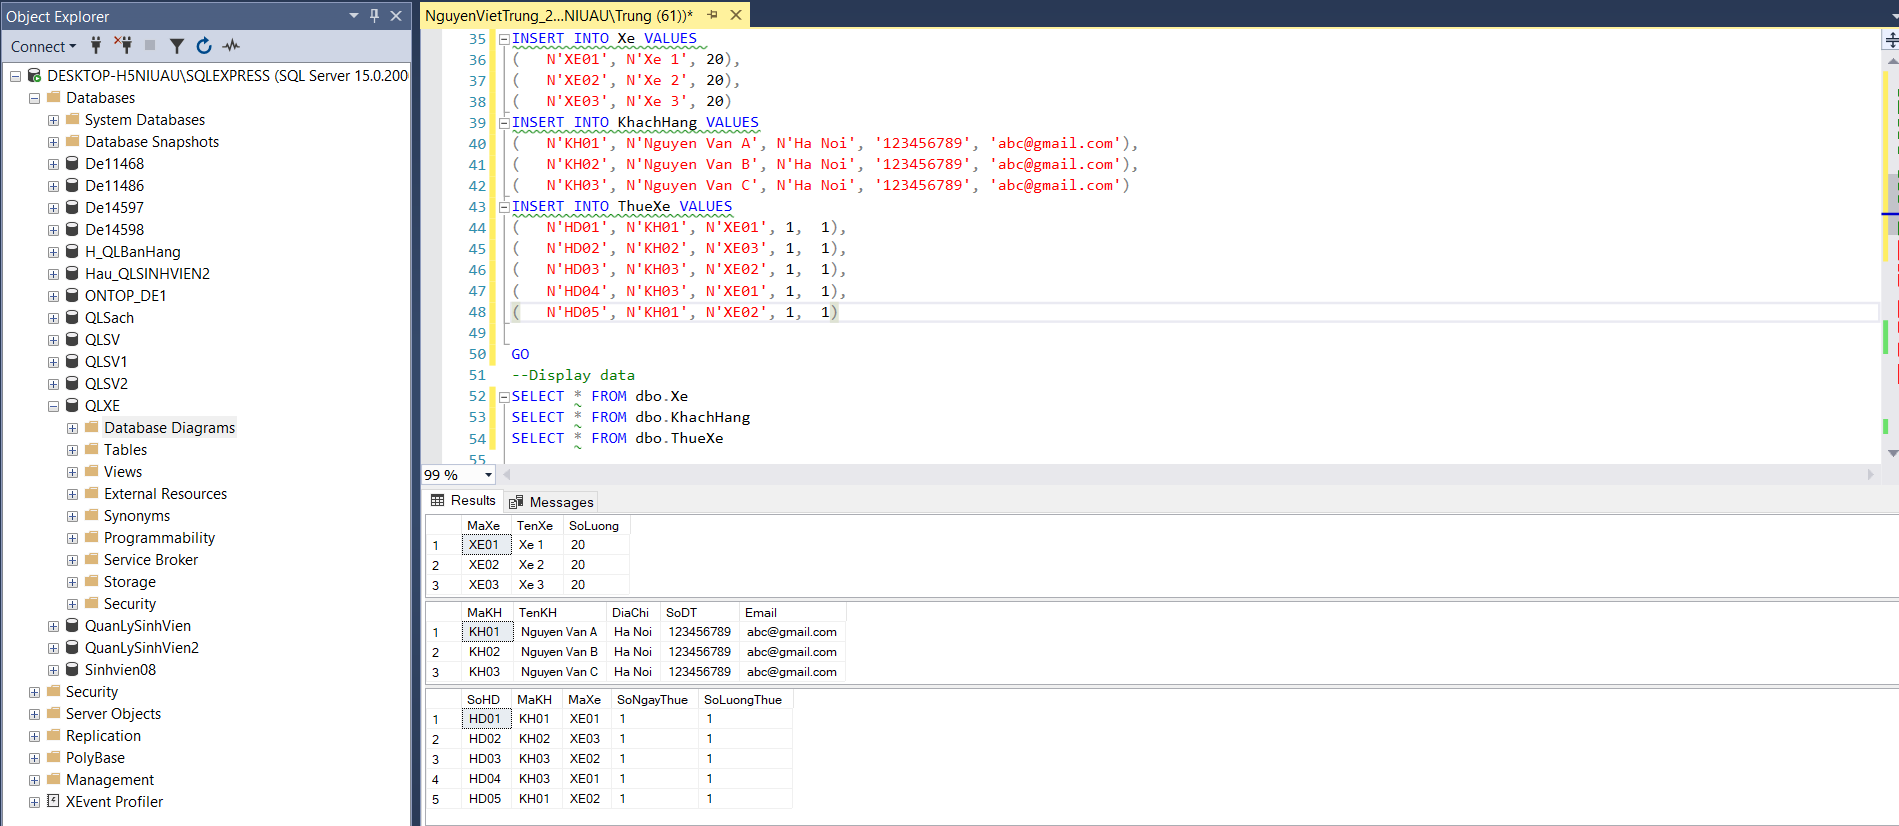 Object Explorer
Connect
DESKTOP-H5NIUAU\SQLEXPRESS (SQL Server 15.0.200
Databases
System Databases
Database Snapshots
De11468
De11486
De14597
De14598
H_QLBanHang
Hau_QLSINHVIEN2
ONTOP_DE1
QLSach
QLSV
QLSV1
QLSV2
QLXE
Database Diagrams
Tables
Views
External Resources
Synonyms
Programmability
Service Broker
Storage
Security
QuanLySinhVien
QuanLySinhVien2
Sinhvien08
Security
Server Objects
Replication
PolyBase
Management
XEvent Profiler
NguyenVietTrung_2...NIUAU\Trung (61))*
35 INSERT INTO Xe VALUES
36 (   N'XE01', N'Xe 1', 20),
37 (   N'XE02', N'Xe 2', 20),
38 (   N'XE03', N'Xe 3', 20)
39 INSERT INTO KhachHang VALUES
40 (   N'KH01', N'Nguyen Van A', N'Ha Noi', '123456789', 'abc@gmail.com'),
41 (   N'KH02', N'Nguyen Van B', N'Ha Noi', '123456789', 'abc@gmail.com'),
42 (   N'KH03', N'Nguyen Van C', N'Ha Noi', '123456789', 'abc@gmail.com')
43 INSERT INTO ThueXe VALUES
44 (   N'HD01', N'KH01', N'XE01', 1,  1),
45 (   N'HD02', N'KH02', N'XE03', 1,  1),
46 (   N'HD03', N'KH03', N'XE02', 1,  1),
47 (   N'HD04', N'KH03', N'XE01', 1,  1),
48 (   N'HD05', N'KH01', N'XE02', 1,  1)
49
50 GO
51 --Display data
52 SELECT * FROM dbo.Xe
53 SELECT * FROM dbo.KhachHang
54 SELECT * FROM dbo.ThueXe
55
99 %
Results Messages
MaXe TenXe SoLuong
1 XE01 Xe 1 20
2 XE02 Xe 2 20
3 XE03 Xe 3 20
MaKH TenKH DiaChi SoDT Email
1 KH01 Nguyen Van A Ha Noi 123456789 abc@gmail.com
2 KH02 Nguyen Van B Ha Noi 123456789 abc@gmail.com
3 KH03 Nguyen Van C Ha Noi 123456789 abc@gmail.com
SoHD MaKH MaXe SoNgayThue SoLuongThue
1 HD01 KH01 XE01 1 1
2 HD02 KH02 XE03 1 1
3 HD03 KH03 XE02 1 1
4 HD04 KH03 XE01 1 1
5 HD05 KH01 XE02 1 1